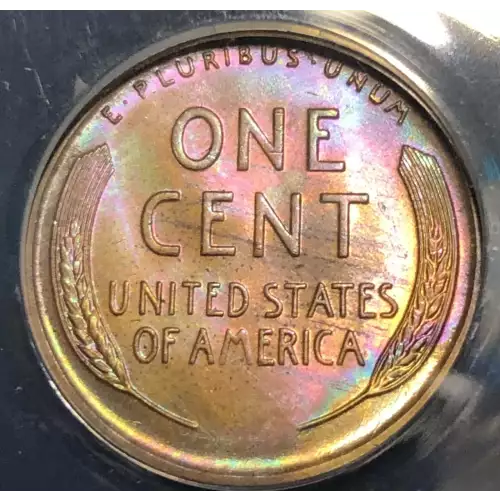 E·PLURIBUS·UNUM
ONE
CENT
UNITED STATES
OF AMERICA